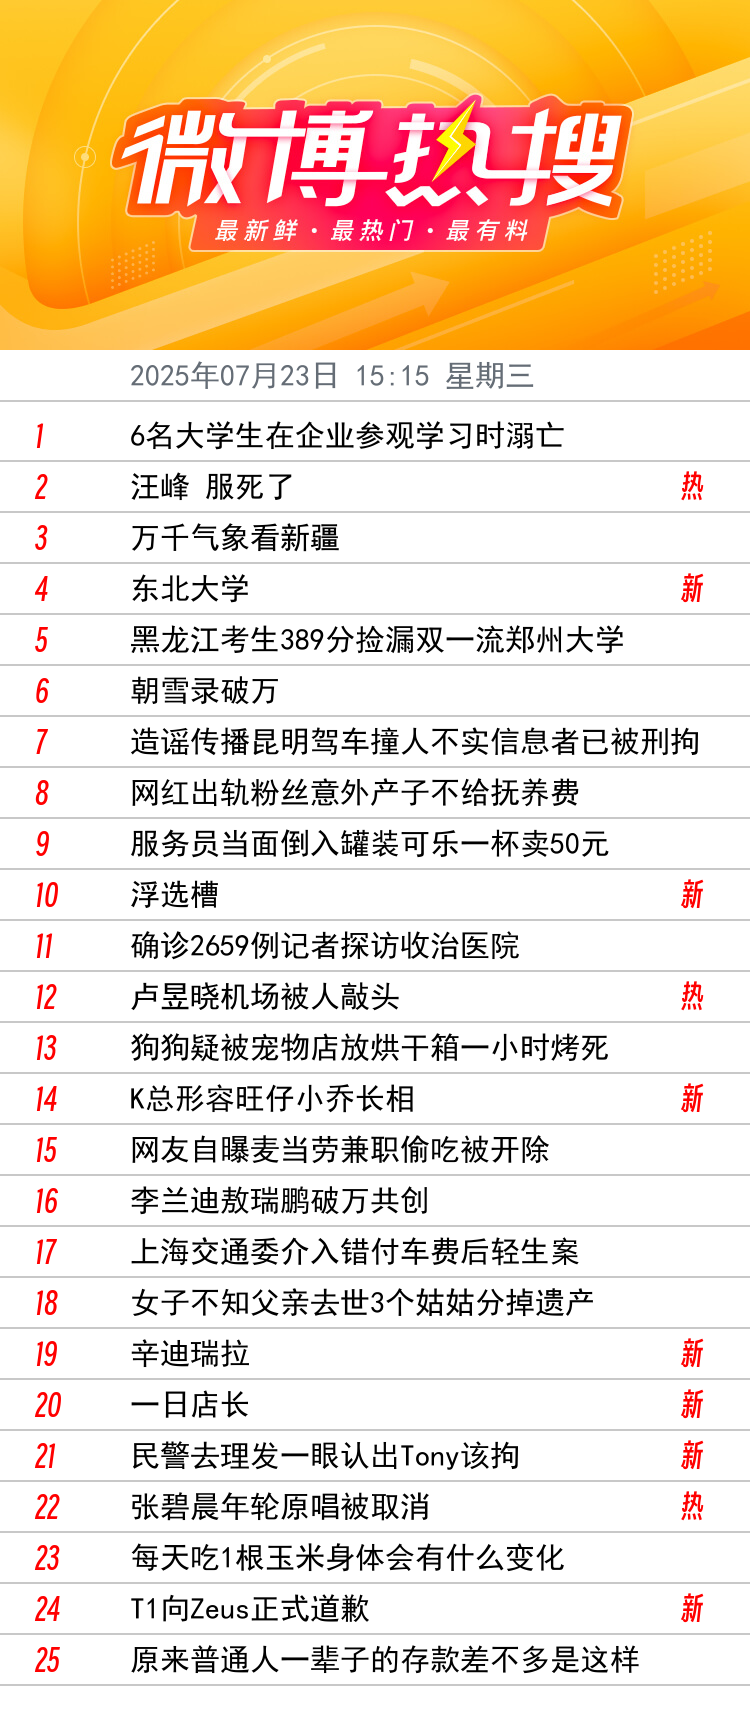 微博热搜
最新鲜·最热门·最有料
2025年07月23日 15:15 星期三
1 6名大学生在企业参观学习时溺亡
2 汪峰 服死了 热
3 万千气象看新疆
4 东北大学 新
5 黑龙江考生389分捡漏双一流郑州大学
6 朝雪录破万
7 造谣传播昆明驾车撞人不实信息者已被刑拘
8 网红出轨粉丝意外产子不给抚养费
9 服务员当面倒入罐装可乐一杯卖50元
10 浮选槽 新
11 确诊2659例记者探访收治医院
12 卢昱晓机场被人敲头 热
13 狗狗疑被宠物店放烘干箱一小时烤死
14 K总形容旺仔小乔长相 新
15 网友自曝麦当劳兼职偷吃被开除
16 李兰迪敖瑞鹏破万共创
17 上海交通委介入错付车费后轻生案
18 女子不知父亲去世3个姑姑分掉遗产
19 辛迪瑞拉 新
20 一日店长 新
21 民警去理发一眼认出Tony该拘 新
22 张碧晨年轮原唱被取消 热
23 每天吃1根玉米身体会有什么变化
24 T1向Zeus正式道歉 新
25 原来普通人一辈子的存款差不多是这样